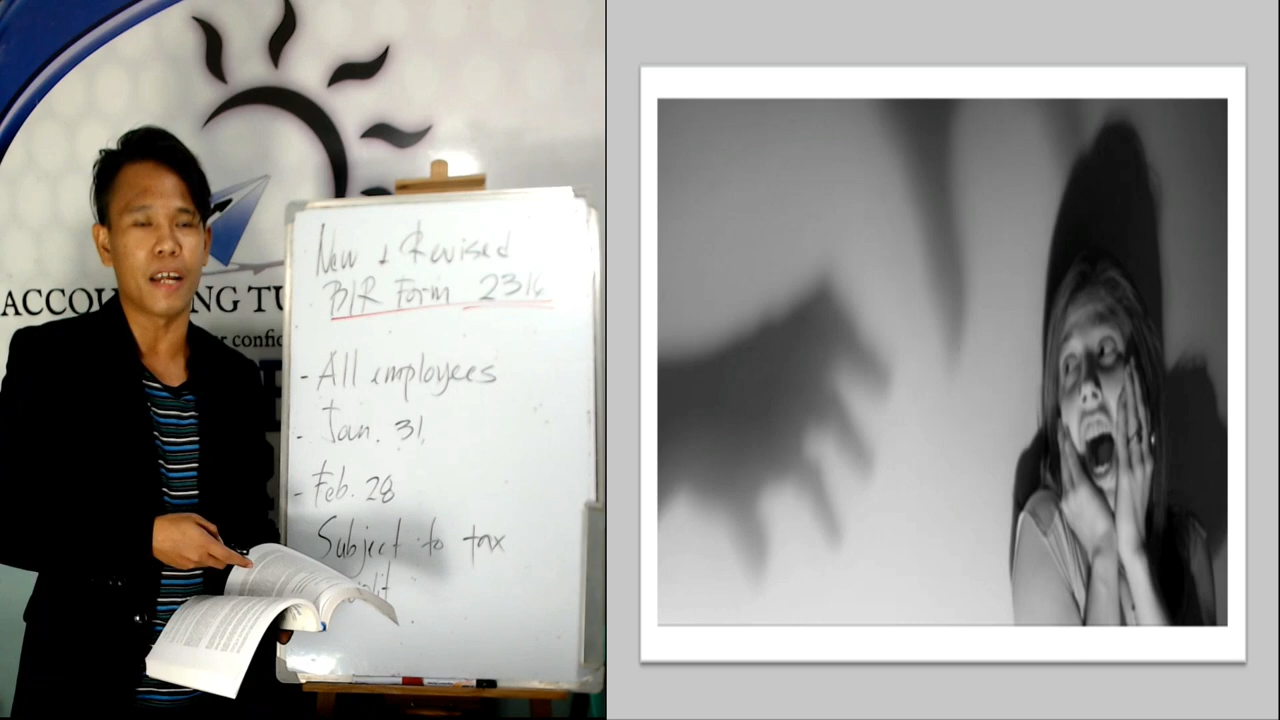 ACCOU NG TU
r confi
New & Revised
BIR Form 2316
- All employees
- Jan. 31
- Feb. 28
Subject to tax